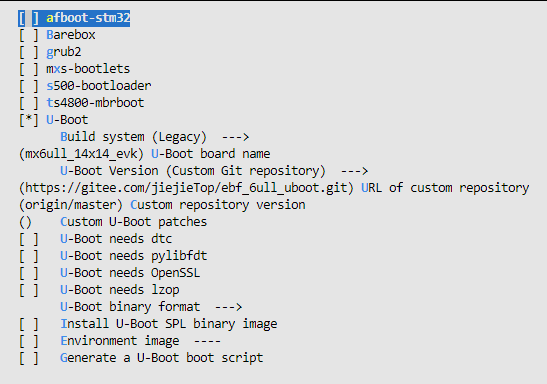 [ ] afboot-stm32
[ ] Barebox
[ ] grub2
[ ] mxs-bootlets
[ ] s500-bootloader
[ ] ts4800-mbrboot
[*] U-Boot
Build system (Legacy)  --->
(mx6ull_14x14_evk) U-Boot board name
U-Boot Version (Custom Git repository)  --->
(https://gitee.com/jiejieTop/ebf_6ull_uboot.git) URL of custom repository
(origin/master) Custom repository version
()    Custom U-Boot patches
[ ]   U-Boot needs dtc
[ ]   U-Boot needs pylibfdt
[ ]   U-Boot needs OpenSSL
[ ]   U-Boot needs lzop
U-Boot binary format  --->
[ ]   Install U-Boot SPL binary image
[ ]   Environment image  ----
[ ]   Generate a U-Boot boot script